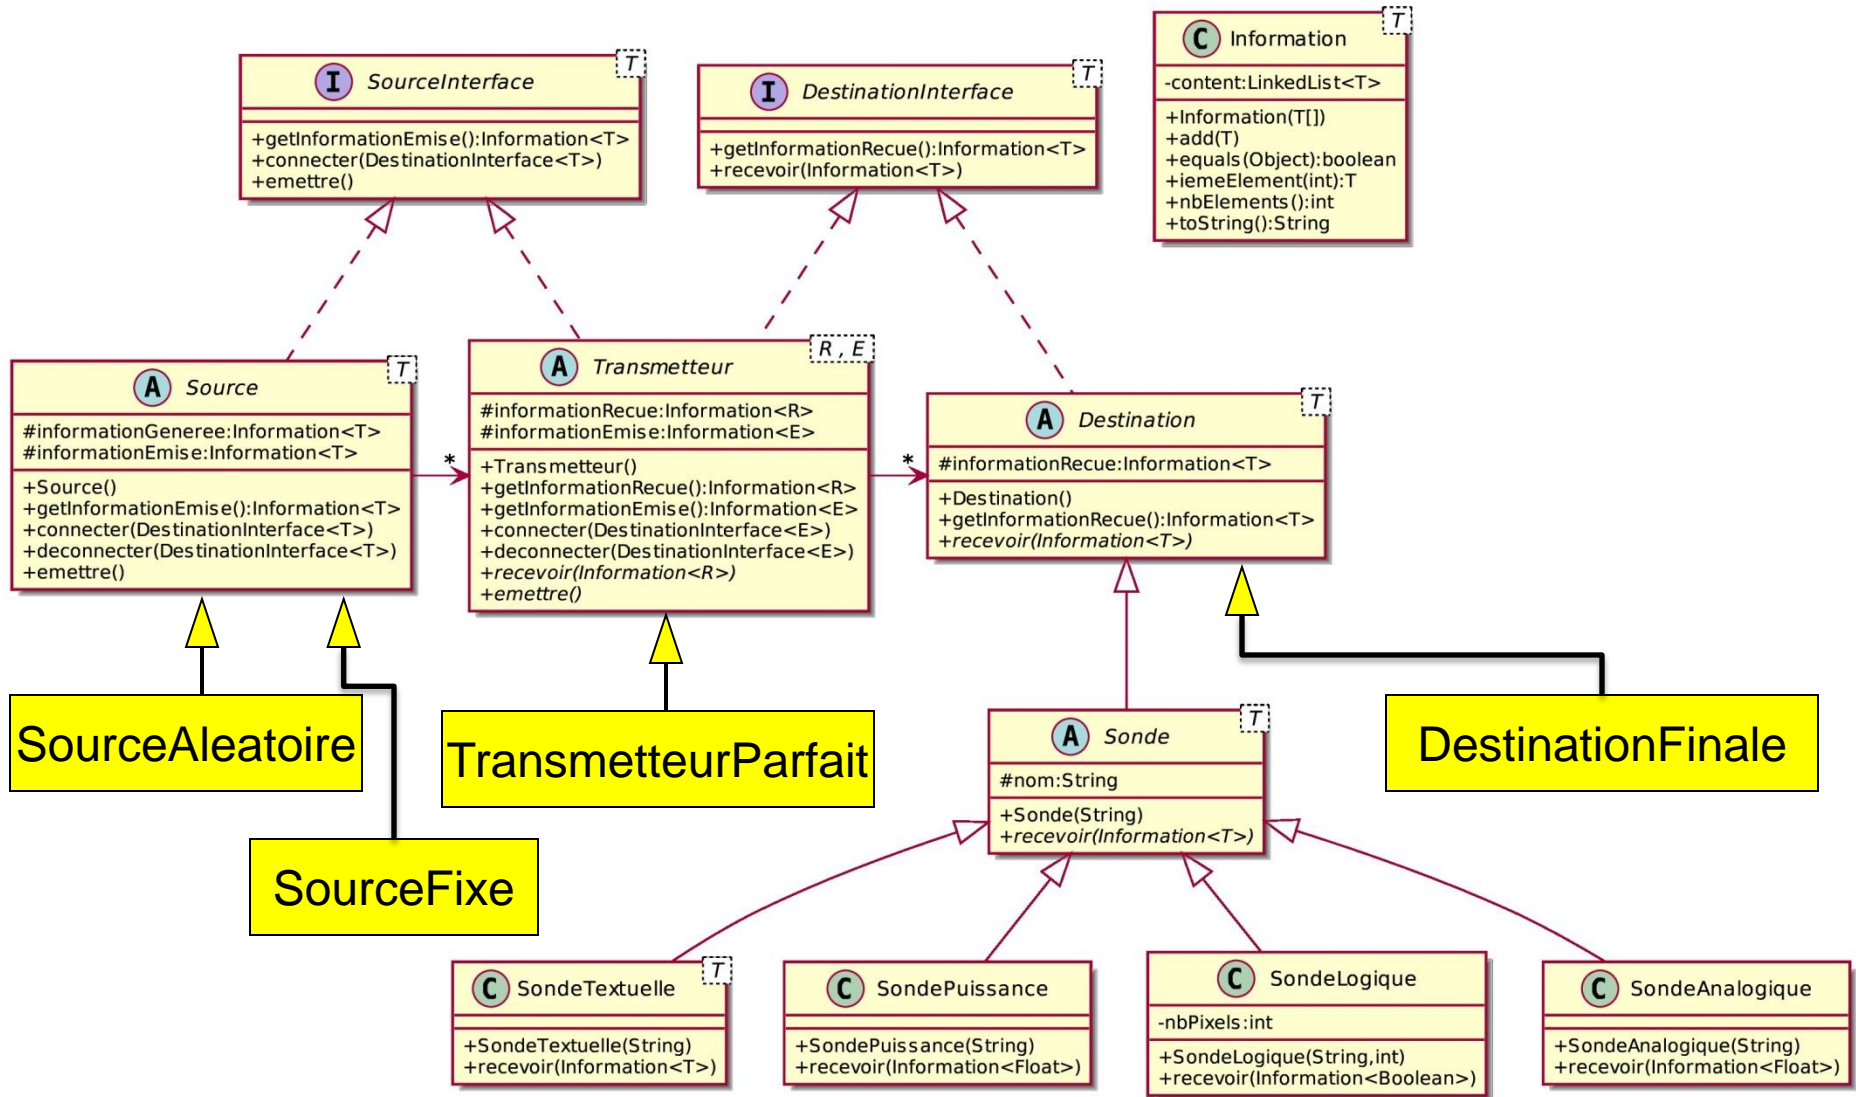 I SourceInterface T
+getInformationEmise():Information<T>
+connecter(DestinationInterface<T>)
+emettre()
I DestinationInterface T
+getInformationRecue():Information<T>
+recevoir(Information<T>)
C Information T
-content:LinkedList<T>
+Information(T[])
+add(T)
+equals(Object):boolean
+iemeElement(int):T
+nbElements():int
+toString():String
A Source T
#informationGeneree:Information<T>
#informationEmise:Information<T>
+Source()
+getInformationEmise():Information<T>
+connecter(DestinationInterface<T>)
+deconnecter(DestinationInterface<T>)
+emettre()
*
A Transmetteur R , E
#informationRecue:Information<R>
#informationEmise:Information<E>
+Transmetteur()
+getInformationRecue():Information<R>
+getInformationEmise():Information<E>
+connecter(DestinationInterface<E>)
+deconnecter(DestinationInterface<E>)
+recevoir(Information<R>)
+emettre()
*
A Destination T
#informationRecue:Information<T>
+Destination()
+getInformationRecue():Information<T>
+recevoir(Information<T>)
SourceAleatoire
SourceFixe
TransmetteurParfait
DestinationFinale
A Sonde T
#nom:String
+Sonde(String)
+recevoir(Information<T>)
C SondeTextuelle T
+SondeTextuelle(String)
+recevoir(Information<T>)
C SondePuissance
+SondePuissance(String)
+recevoir(Information<Float>)
C SondeLogique
-nbPixels:int
+SondeLogique(String,int)
+recevoir(Information<Boolean>)
C SondeAnalogique
+SondeAnalogique(String)
+recevoir(Information<Float>)